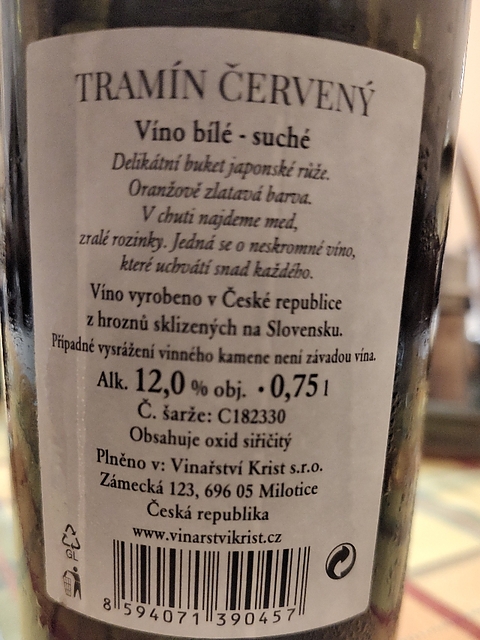 TRAMÍN ČERVENÝ
Víno bílé - suché
Delikátní buket japonské růže.
Oranžově zlatavá barva.
V chuti najdeme med,
zralé rozinky. Jedná se o neskromné víno,
které uchvátí snad každého.
Víno vyrobeno v České republice
z hroznů sklizených na Slovensku.
Případné vysrážení vinného kamene není závadou vína.
Alk. 12,0 % obj. • 0,75 l
Č. šarže: C182330
Obsahuje oxid siřičitý
Plněno v: Vinařství Krist s.r.o.
Zámecká 123, 696 05 Milotice
Česká republika
www.vinarstvikrist.cz
GL
8 594071 390457